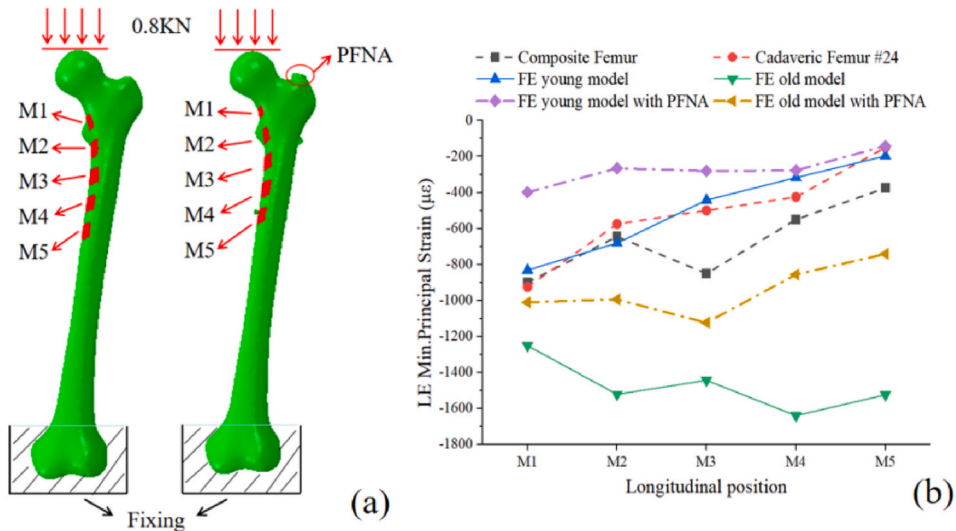 0.8KN
PFNA
M1
M2
M3
M4
M5
M1
M2
M3
M4
M5
Fixing
(a)
Composite Femur
Cadaveric Femur #24
FE young model
FE old model
FE young model with PFNA
FE old model with PFNA
LE Min.Principal Strain (με)
0
-200
-400
-600
-800
-1000
-1200
-1400
-1600
-1800
M1
M2
M3
M4
M5
Longitudinal position
(b)